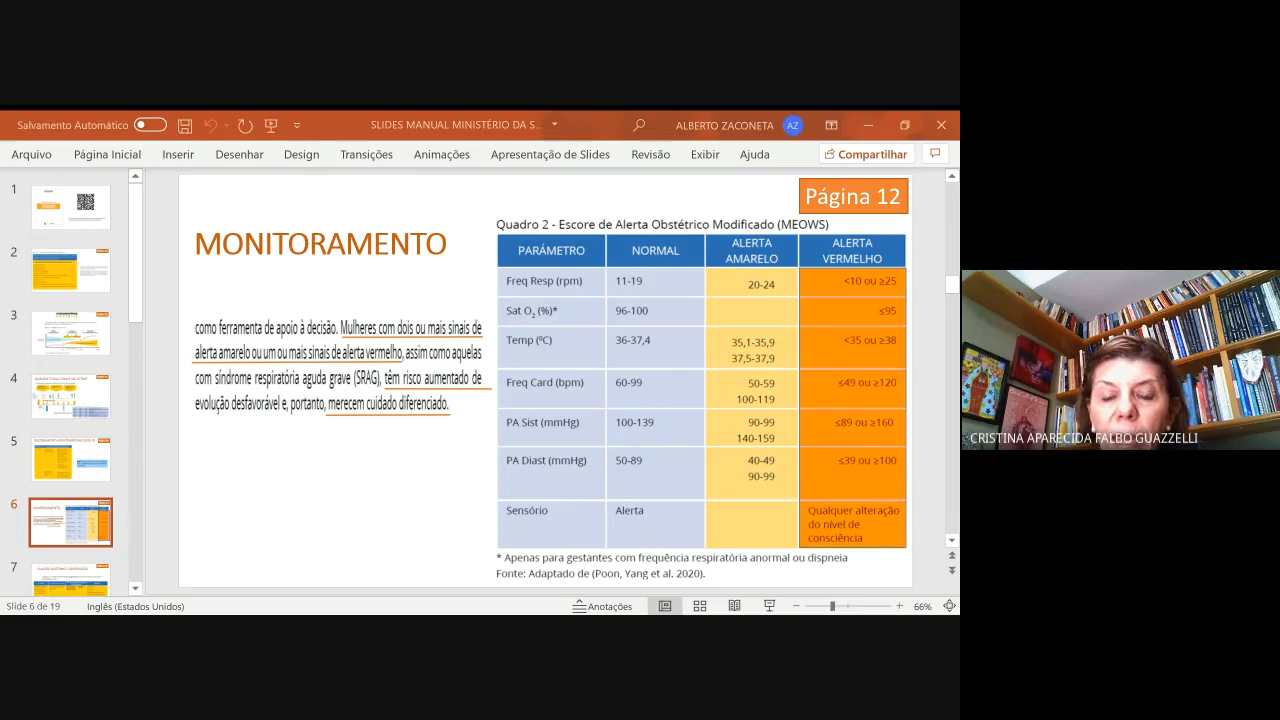 Salvamento Automático
SLIDES MANUAL MINISTÉRIO DA S...
ALBERTO ZACONETA
AZ
Arquivo Página Inicial Inserir Desenhar Design Transições Animações Apresentação de Slides Revisão Exibir Ajuda
Compartilhar
1
2
3
4
5
6
7
Página 12
MONITORAMENTO
como ferramenta de apoio à decisão. Mulheres com dois ou mais sinais de
alerta amarelo ou um ou mais sinais de alerta vermelho, assim como aquelas
com síndrome respiratória aguda grave (SRAG), têm risco aumentado de
evolução desfavorável e, portanto, merecem cuidado diferenciado.
Quadro 2 - Escore de Alerta Obstétrico Modificado (MEOWS)
PARÁMETRO NORMAL ALERTA AMARELO ALERTA VERMELHO
Freq Resp (rpm) 11-19 20-24 <10 ou ≥25
Sat O₂ (%)* 96-100 ≤95
Temp (⁰C) 36-37,4 35,1-35,9 37,5-37,9 <35 ou ≥38
Freq Card (bpm) 60-99 50-59 100-119 ≤49 ou ≥120
PA Sist (mmHg) 100-139 90-99 140-159 ≤89 ou ≥160
PA Diast (mmHg) 50-89 40-49 90-99 ≤39 ou ≥100
Sensório Alerta Qualquer alteração do nível de consciência
* Apenas para gestantes com frequência respiratória anormal ou dispneia
Fonte: Adaptado de (Poon, Yang et al. 2020).
CRISTINA APARECIDA FALBO GUAZZELLI
Slide 6 de 19 Inglês (Estados Unidos) Anotações 66%